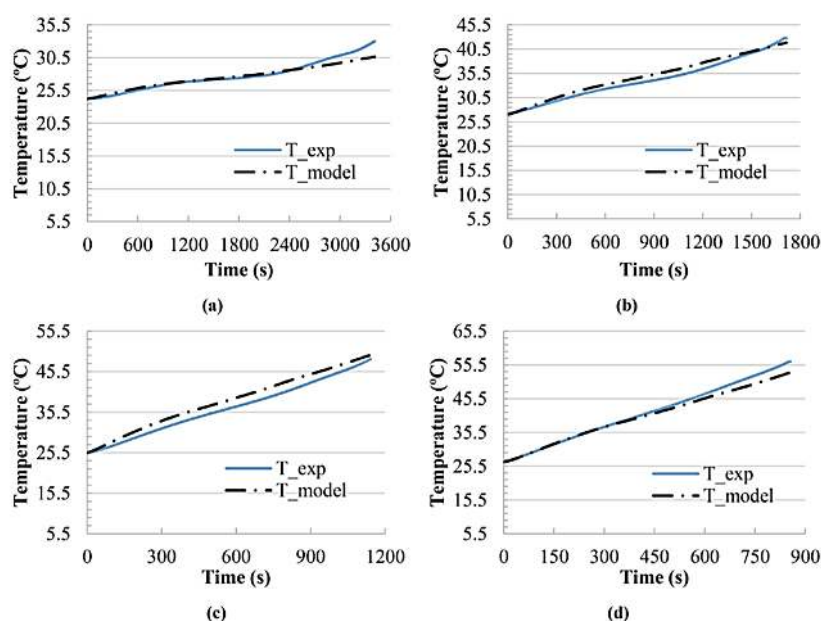 Temperature (ºC)
35.5
30.5
25.5
20.5
15.5
10.5
5.5
T_exp
T_model
0 600 1200 1800 2400 3000 3600
Time (s)
(a)
Temperature (ºC)
45.5
40.5
35.5
30.5
25.5
20.5
15.5
10.5
5.5
T_exp
T_model
0 300 600 900 1200 1500 1800
Time (s)
(b)
Temperature (ºC)
55.5
45.5
35.5
25.5
15.5
5.5
T_exp
T_model
0 300 600 900 1200
Time (s)
(c)
Temperature (ºC)
65.5
55.5
45.5
35.5
25.5
15.5
5.5
T_exp
T_model
0 150 300 450 600 750 900
Time (s)
(d)